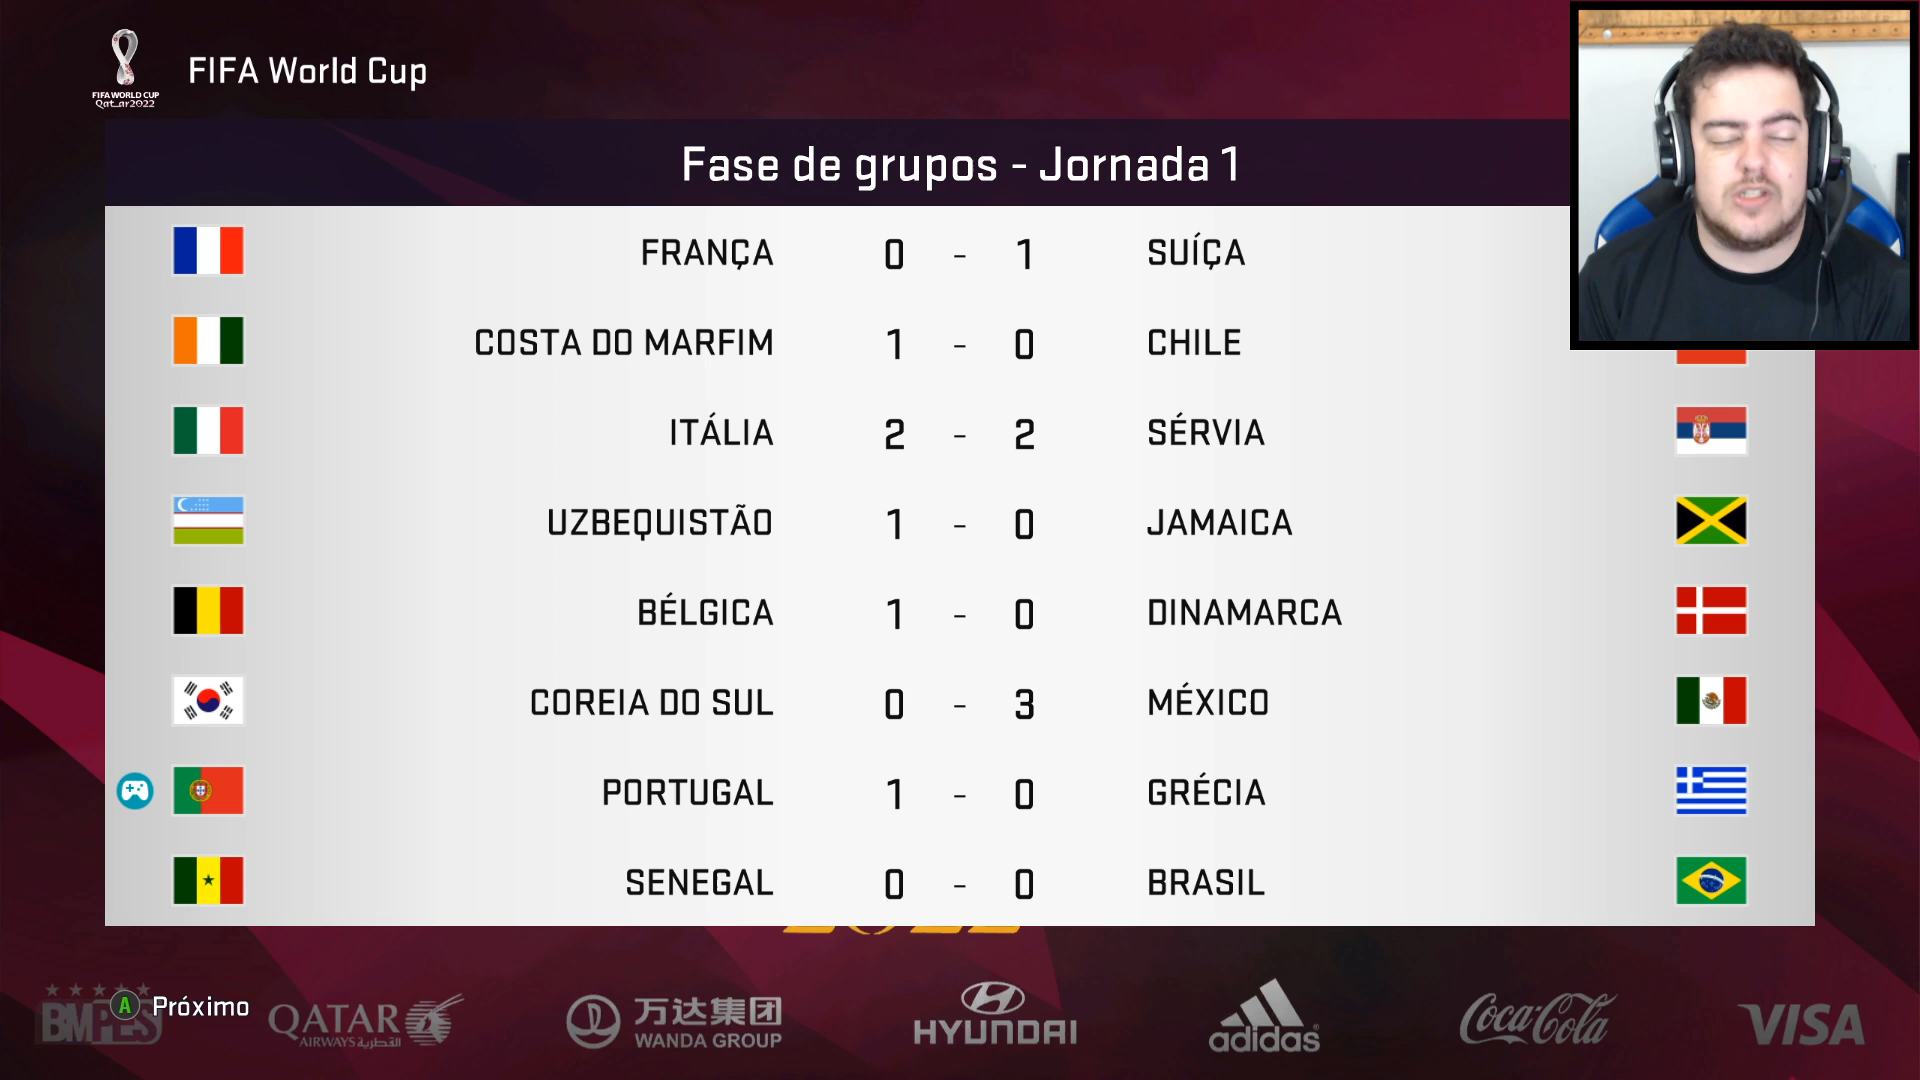 FIFA WORLD CUP
Qatar2022
FIFA World Cup
Fase de grupos - Jornada 1
FRANÇA 0 - 1 SUÍÇA
COSTA DO MARFIM 1 - 0 CHILE
ITÁLIA 2 - 2 SÉRVIA
UZBEQUISTÃO 1 - 0 JAMAICA
BÉLGICA 1 - 0 DINAMARCA
COREIA DO SUL 0 - 3 MÉXICO
PORTUGAL 1 - 0 GRÉCIA
SENEGAL 0 - 0 BRASIL
2022
BMPES
A Próximo
QATAR
AIRWAYS القطرية
万达集团
WANDA GROUP
HYUNDAI
adidas
Coca-Cola
VISA